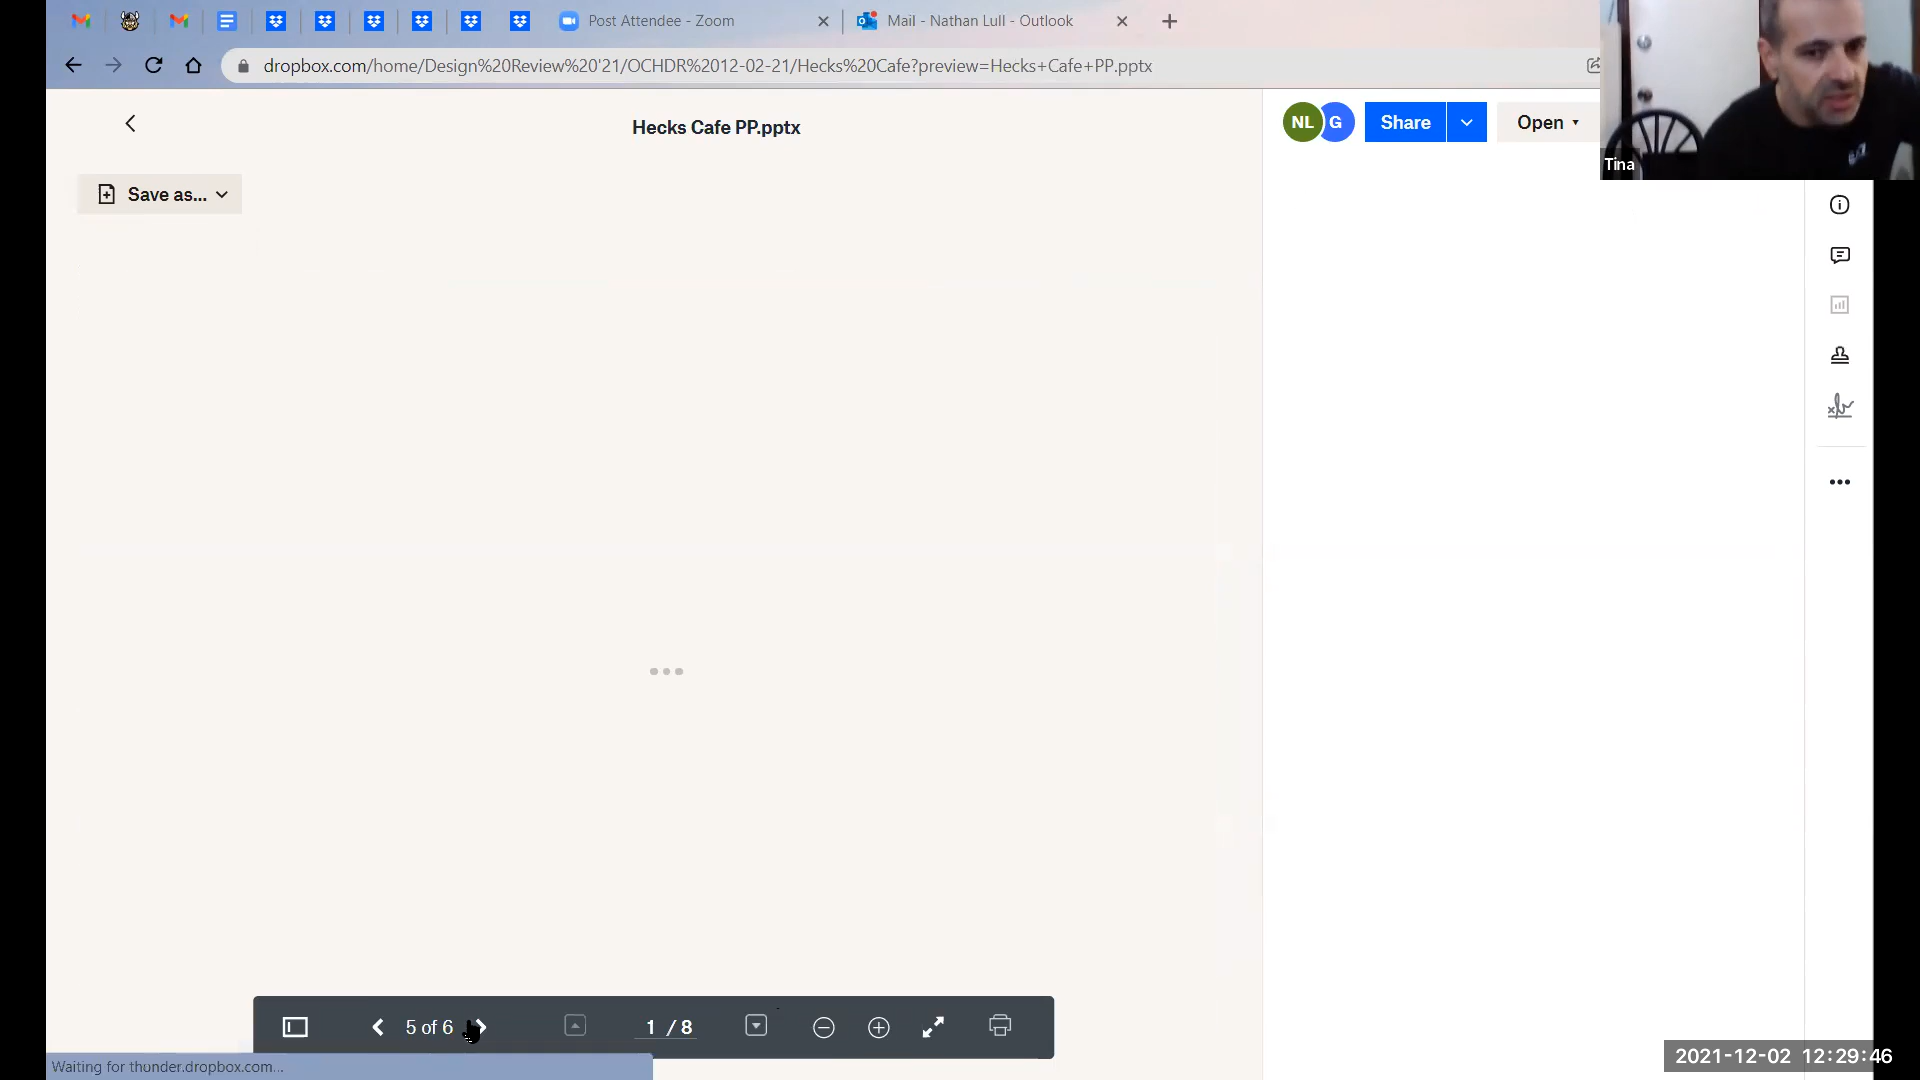 Post Attendee - Zoom
Mail - Nathan Lull - Outlook
dropbox.com/home/Design%20Review%20'21/OCHDR%2012-02-21/Hecks%20Cafe?preview=Hecks+Cafe+PP.pptx
Hecks Cafe PP.pptx
NL
G
Share
Open
Tina
Save as...
5 of 6
1 / 8
Waiting for thunder.dropbox.com...
2021-12-02 12:29:46